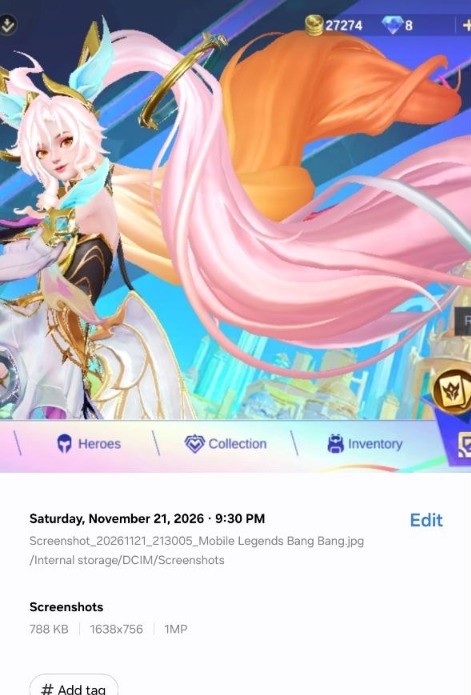 27274 8
Heroes Collection Inventory
Saturday, November 21, 2026 · 9:30 PM
Edit
Screenshot_20261121_213005_Mobile Legends Bang Bang.jpg
/Internal storage/DCIM/Screenshots
Screenshots
788 KB 1638x756 1MP
# Add tag